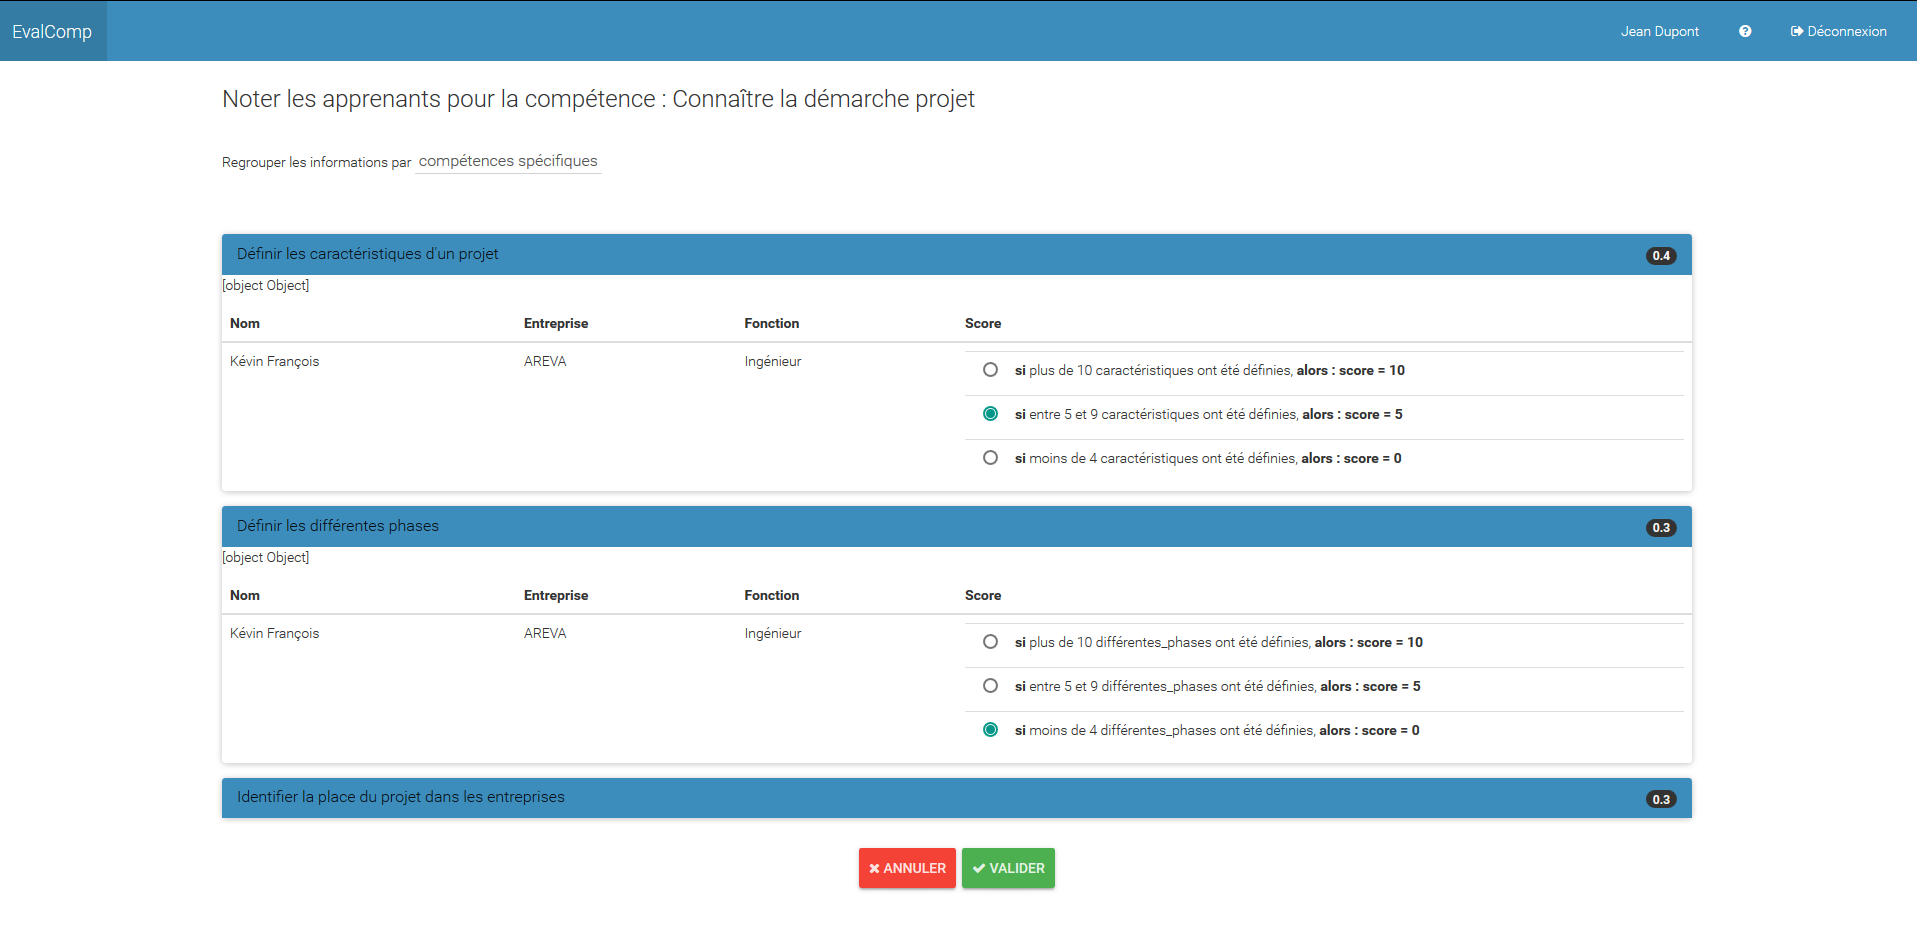 EvalComp Jean Dupont Déconnexion
Noter les apprenants pour la compétence : Connaître la démarche projet
Regrouper les informations par compétences spécifiques
Définir les caractéristiques d'un projet 0.4
[object Object]
Nom Entreprise Fonction Score
Kévin François AREVA Ingénieur si plus de 10 caractéristiques ont été définies, alors : score = 10
si entre 5 et 9 caractéristiques ont été définies, alors : score = 5
si moins de 4 caractéristiques ont été définies, alors : score = 0
Définir les différentes phases 0.3
[object Object]
Nom Entreprise Fonction Score
Kévin François AREVA Ingénieur si plus de 10 différentes_phases ont été définies, alors : score = 10
si entre 5 et 9 différentes_phases ont été définies, alors : score = 5
si moins de 4 différentes_phases ont été définies, alors : score = 0
Identifier la place du projet dans les entreprises 0.3
ANNULER VALIDER